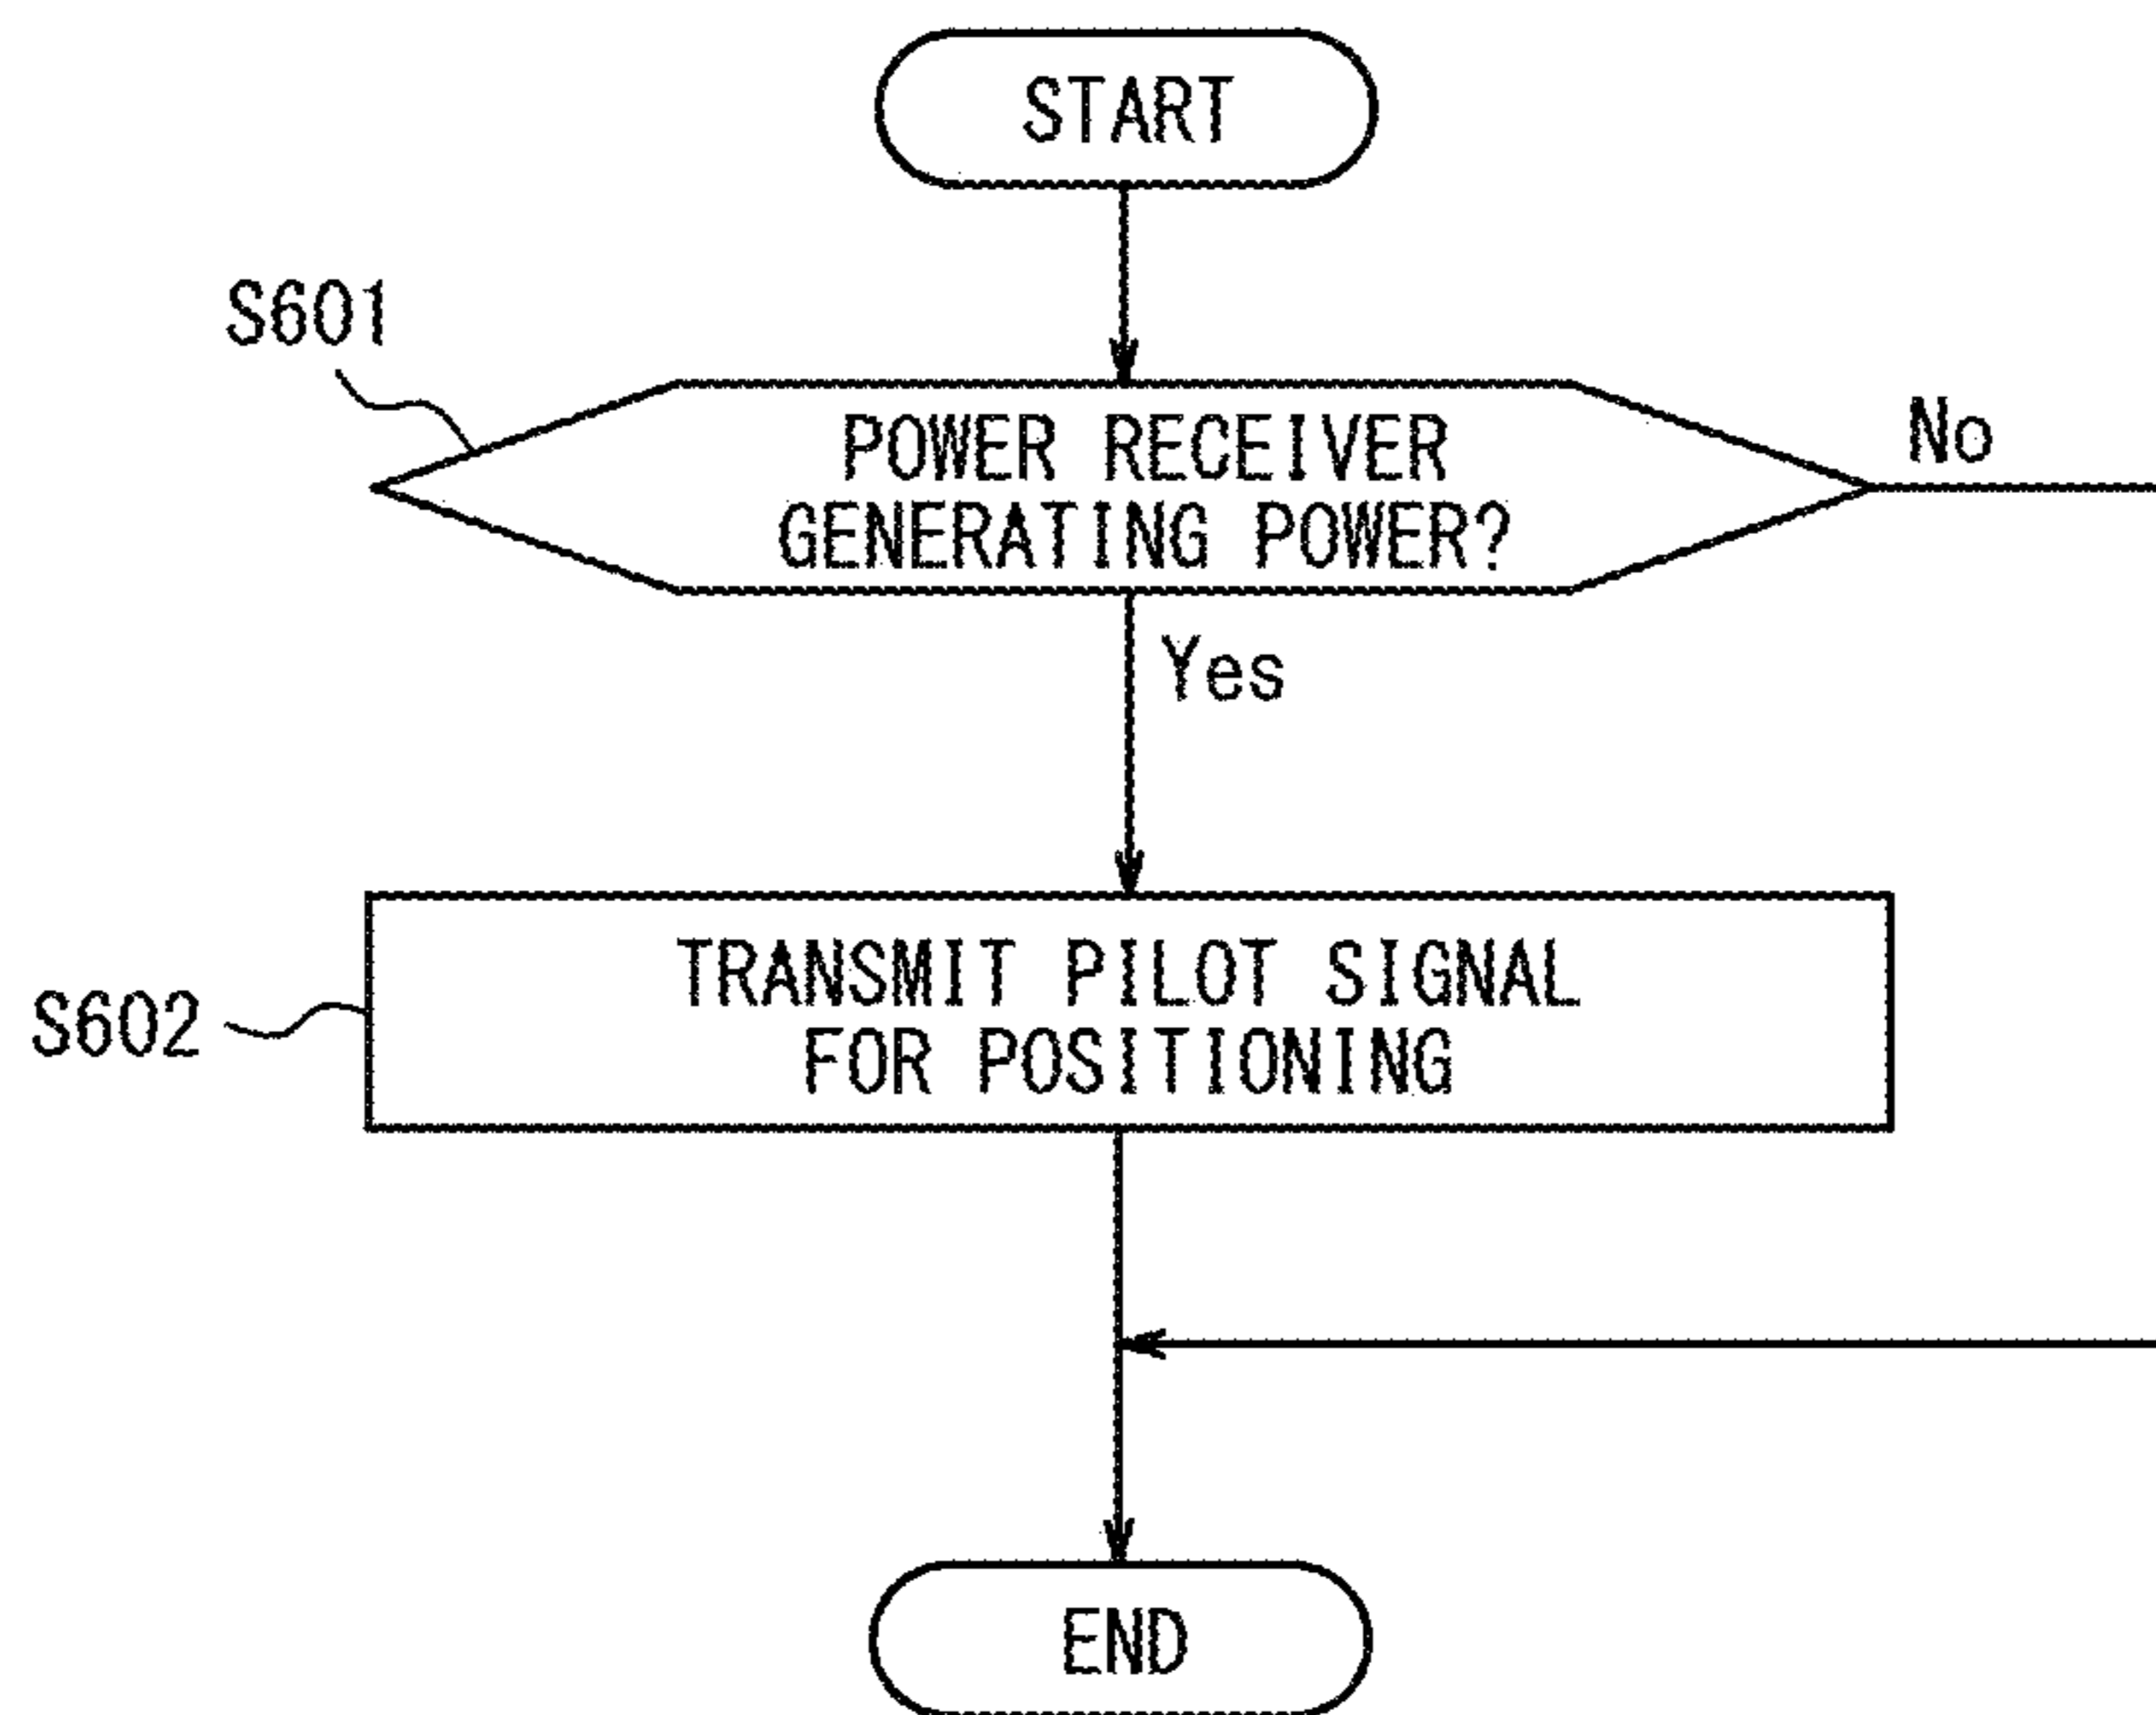 START
S601
POWER RECEIVER
GENERATING POWER?
No
Yes
TRANSMIT PILOT SIGNAL
FOR POSITIONING
S602
END